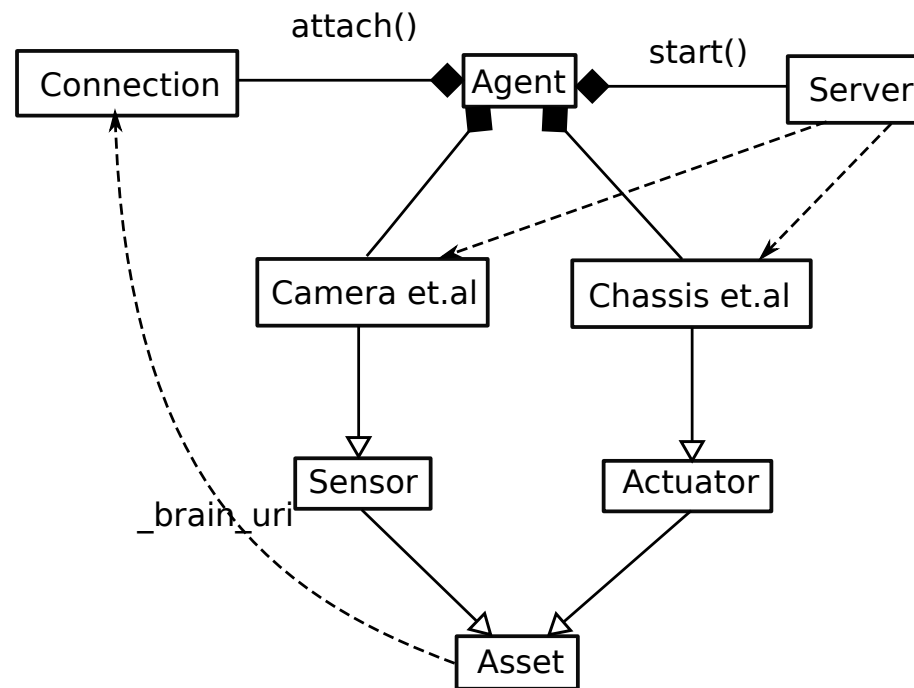 attach()
start()
Connection
Agent
Server
Camera et.al
Chassis et.al
Sensor
Actuator
_brain_uri
Asset